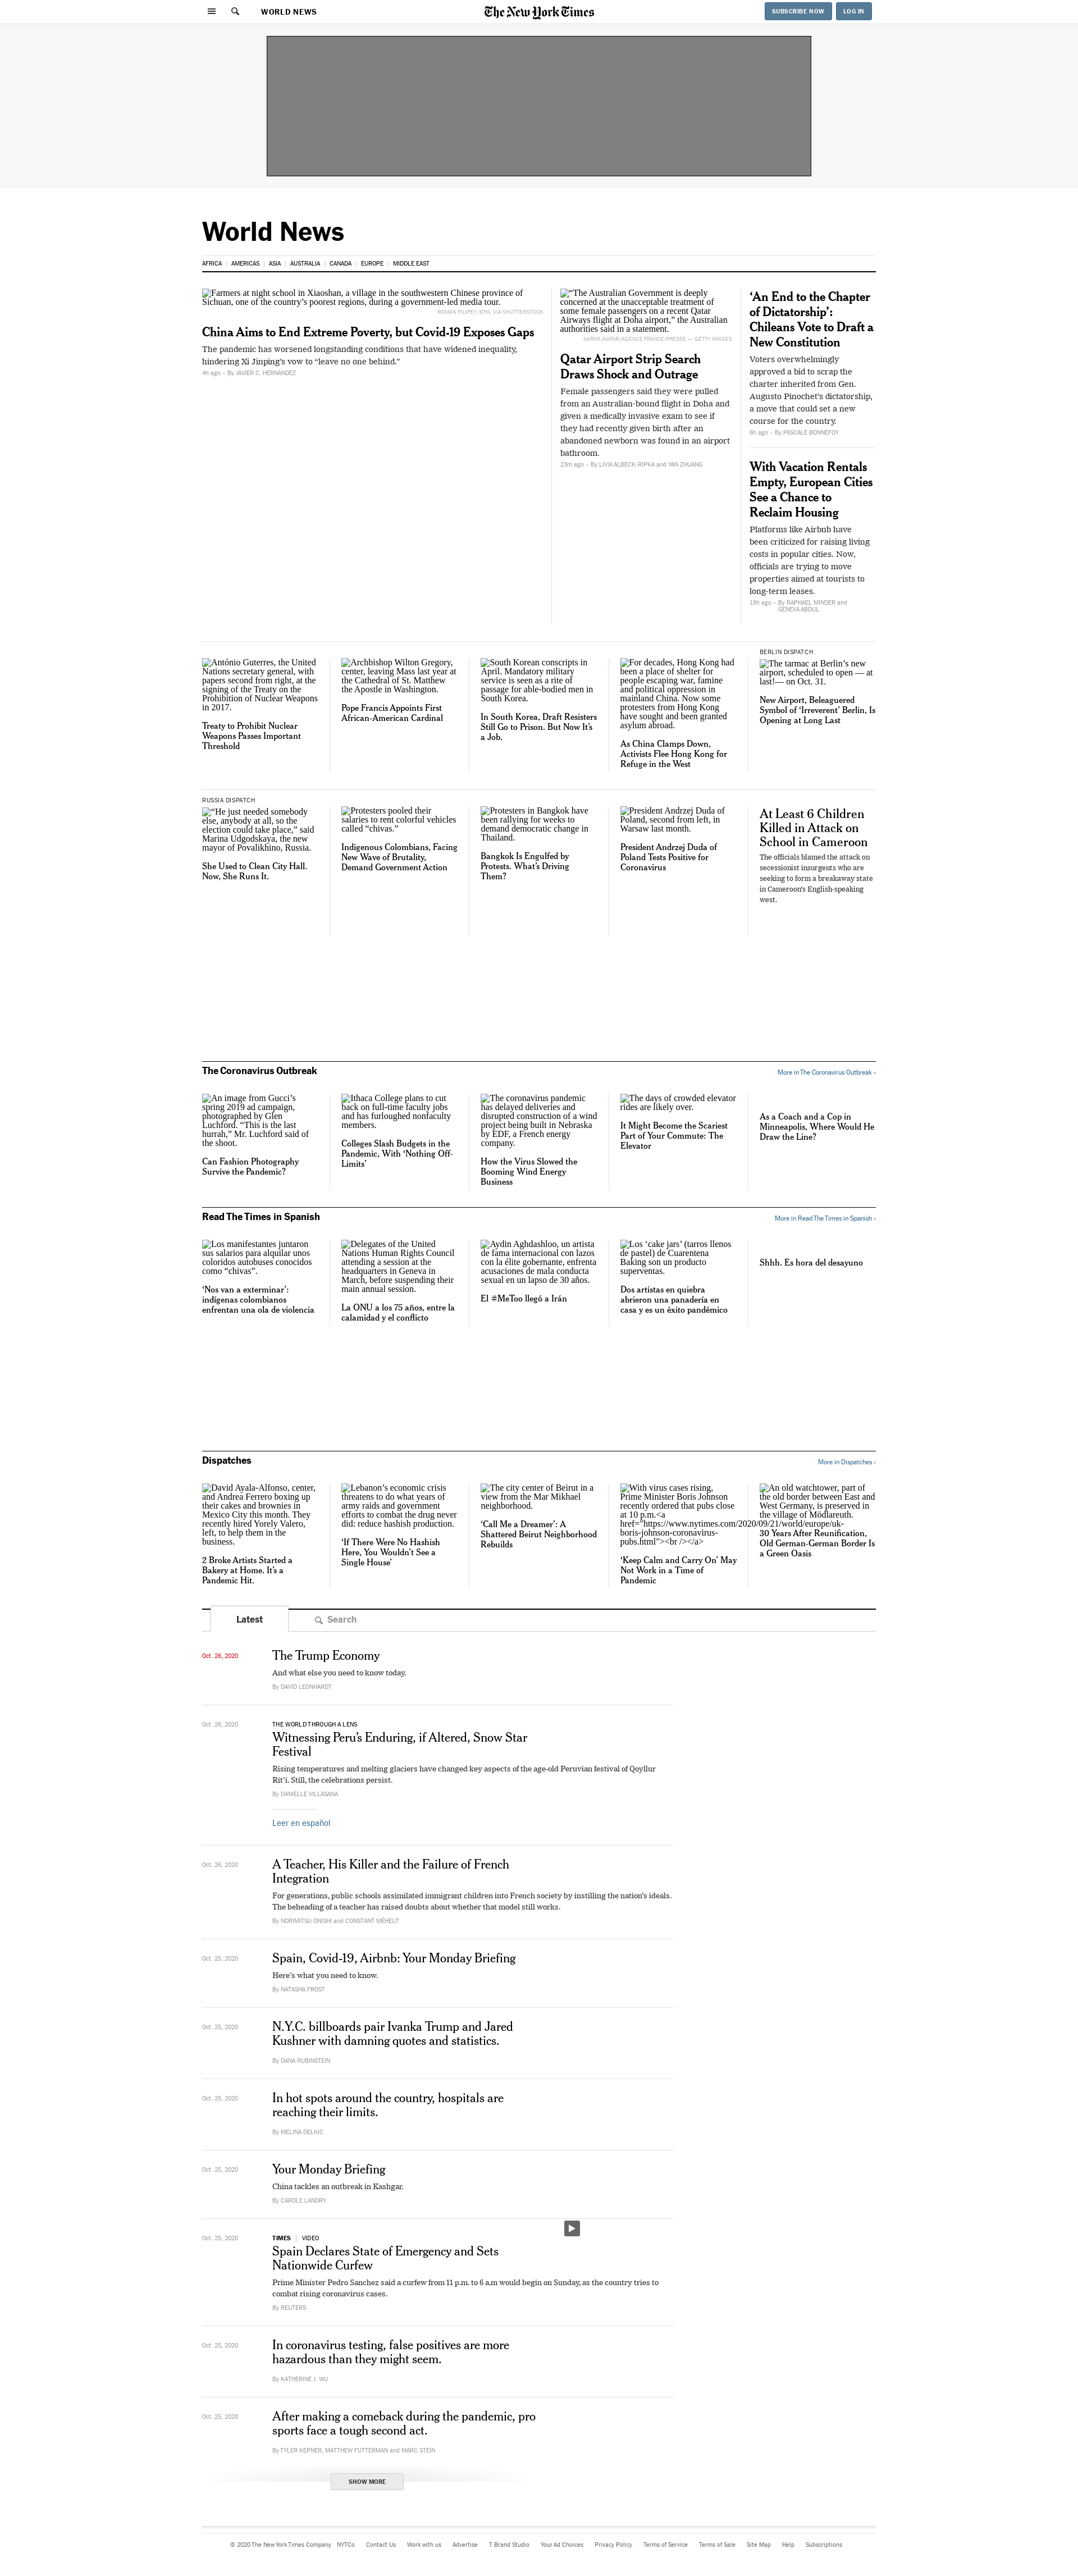 WORLD NEWS
The New York Times
SUBSCRIBE NOW
LOG IN
World News
AFRICA
AMERICAS
ASIA
AUSTRALIA
CANADA
EUROPE
MIDDLE EAST
Farmers at night school in Xiaoshan, a village in the southwestern Chinese province of
Sichuan, one of the country’s poorest regions, during a government-led media tour.
ROMAN PILIPEY/EPA, VIA SHUTTERSTOCK
China Aims to End Extreme Poverty, but Covid-19 Exposes Gaps
The pandemic has worsened longstanding conditions that have widened inequality,
hindering Xi Jinping’s vow to “leave no one behind.”
4h ago - By JAVIER C. HERNÁNDEZ
“The Australian Government is deeply
concerned at the unacceptable treatment of
some female passengers on a recent Qatar
Airways flight at Doha airport,” the Australian
authorities said in a statement.
KARIM JAAFAR/AGENCE FRANCE-PRESSE — GETTY IMAGES
Qatar Airport Strip Search
Draws Shock and Outrage
Female passengers said they were pulled
from an Australian-bound flight in Doha and
given a medically invasive exam to see if
they had recently given birth after an
abandoned newborn was found in an airport
bathroom.
23m ago - By LIVIA ALBECK-RIPKA and YAN ZHUANG
‘An End to the Chapter
of Dictatorship’:
Chileans Vote to Draft a
New Constitution
Voters overwhelmingly
approved a bid to scrap the
charter inherited from Gen.
Augusto Pinochet’s dictatorship,
a move that could set a new
course for the country.
6h ago - By PASCALE BONNEFOY
With Vacation Rentals
Empty, European Cities
See a Chance to
Reclaim Housing
Platforms like Airbnb have
been criticized for raising living
costs in popular cities. Now,
officials are trying to move
properties aimed at tourists to
long-term leases.
19h ago - By RAPHAEL MINDER and
GENEVA ABDUL
António Guterres, the United
Nations secretary general, with
papers second from right, at the
signing of the Treaty on the
Prohibition of Nuclear Weapons
in 2017.
Treaty to Prohibit Nuclear
Weapons Passes Important
Threshold
Archbishop Wilton Gregory,
center, leaving Mass last year at
the Cathedral of St. Matthew
the Apostle in Washington.
Pope Francis Appoints First
African-American Cardinal
South Korean conscripts in
April. Mandatory military
service is seen as a rite of
passage for able-bodied men in
South Korea.
In South Korea, Draft Resisters
Still Go to Prison. But Now It’s
a Job.
For decades, Hong Kong had
been a place of shelter for
people escaping war, famine
and political oppression in
mainland China. Now some
protesters from Hong Kong
have sought and been granted
asylum abroad.
As China Clamps Down,
Activists Flee Hong Kong for
Refuge in the West
BERLIN DISPATCH
The tarmac at Berlin’s new
airport, scheduled to open — at
last!— on Oct. 31.
New Airport, Beleaguered
Symbol of ‘Irreverent’ Berlin, Is
Opening at Long Last
RUSSIA DISPATCH
“He just needed somebody
else, anybody at all, so the
election could take place,” said
Marina Udgodskaya, the new
mayor of Povalikhino, Russia.
She Used to Clean City Hall.
Now, She Runs It.
Protesters pooled their
salaries to rent colorful vehicles
called “chivas.”
Indigenous Colombians, Facing
New Wave of Brutality,
Demand Government Action
Protesters in Bangkok have
been rallying for weeks to
demand democratic change in
Thailand.
Bangkok Is Engulfed by
Protests. What’s Driving
Them?
President Andrzej Duda of
Poland, second from left, in
Warsaw last month.
President Andrzej Duda of
Poland Tests Positive for
Coronavirus
At Least 6 Children
Killed in Attack on
School in Cameroon
The officials blamed the attack on
secessionist insurgents who are
seeking to form a breakaway state
in Cameroon’s English-speaking
west.
The Coronavirus Outbreak
More in The Coronavirus Outbreak ›
An image from Gucci’s
spring 2019 ad campaign,
photographed by Glen
Luchford. “This is the last
hurrah,” Mr. Luchford said of
the shoot.
Can Fashion Photography
Survive the Pandemic?
Ithaca College plans to cut
back on full-time faculty jobs
and has furloughed nonfaculty
members.
Colleges Slash Budgets in the
Pandemic, With ‘Nothing Off-
Limits’
The coronavirus pandemic
has delayed deliveries and
disrupted construction of a wind
project being built in Nebraska
by EDF, a French energy
company.
How the Virus Slowed the
Booming Wind Energy
Business
The days of crowded elevator
rides are likely over.
It Might Become the Scariest
Part of Your Commute: The
Elevator
As a Coach and a Cop in
Minneapolis, Where Would He
Draw the Line?
Read The Times in Spanish
More in Read The Times in Spanish ›
Los manifestantes juntaron
sus salarios para alquilar unos
coloridos autobuses conocidos
como “chivas”.
‘Nos van a exterminar’:
indígenas colombianos
enfrentan una ola de violencia
Delegates of the United
Nations Human Rights Council
attending a session at the
headquarters in Geneva in
March, before suspending their
main annual session.
La ONU a los 75 años, entre la
calamidad y el conflicto
Aydin Aghdashloo, un artista
de fama internacional con lazos
con la élite gobernante, enfrenta
acusaciones de mala conducta
sexual en un lapso de 30 años.
El #MeToo llegó a Irán
Los ‘cake jars’ (tarros llenos
de pastel) de Cuarentena
Baking son un producto
superventas.
Dos artistas en quiebra
abrieron una panadería en
casa y es un éxito pandémico
Shhh. Es hora del desayuno
Dispatches
More in Dispatches ›
David Ayala-Alfonso, center,
and Andrea Ferrero boxing up
their cakes and brownies in
Mexico City this month. They
recently hired Yorely Valero,
left, to help them in the
business.
2 Broke Artists Started a
Bakery at Home. It’s a
Pandemic Hit.
Lebanon’s economic crisis
threatens to do what years of
army raids and government
efforts to combat the drug never
did: reduce hashish production.
‘If There Were No Hashish
Here, You Wouldn’t See a
Single House’
The city center of Beirut in a
view from the Mar Mikhael
neighborhood.
‘Call Me a Dreamer’: A
Shattered Beirut Neighborhood
Rebuilds
With virus cases rising,
Prime Minister Boris Johnson
recently ordered that pubs close
at 10 p.m.<a
href="https://www.nytimes.com/2020/09/21/world/europe/uk-
boris-johnson-coronavirus-
pubs.html"><br /></a>
‘Keep Calm and Carry On’ May
Not Work in a Time of
Pandemic
An old watchtower, part of
the old border between East and
West Germany, is preserved in
the village of Mödlareuth.
30 Years After Reunification,
Old German-German Border Is
a Green Oasis
Latest
Search
Oct. 26, 2020
The Trump Economy
And what else you need to know today.
By DAVID LEONHARDT
Oct. 26, 2020
THE WORLD THROUGH A LENS
Witnessing Peru’s Enduring, if Altered, Snow Star
Festival
Rising temperatures and melting glaciers have changed key aspects of the age-old Peruvian festival of Qoyllur
Rit’i. Still, the celebrations persist.
By DANIELLE VILLASANA
Leer en español
Oct. 26, 2020
A Teacher, His Killer and the Failure of French
Integration
For generations, public schools assimilated immigrant children into French society by instilling the nation’s ideals.
The beheading of a teacher has raised doubts about whether that model still works.
By NORIMITSU ONISHI and CONSTANT MÉHEUT
Oct. 25, 2020
Spain, Covid-19, Airbnb: Your Monday Briefing
Here’s what you need to know.
By NATASHA FROST
Oct. 25, 2020
N.Y.C. billboards pair Ivanka Trump and Jared
Kushner with damning quotes and statistics.
By DANA RUBINSTEIN
Oct. 25, 2020
In hot spots around the country, hospitals are
reaching their limits.
By MELINA DELKIC
Oct. 25, 2020
Your Monday Briefing
China tackles an outbreak in Kashgar.
By CAROLE LANDRY
Oct. 25, 2020
TIMES
VIDEO
Spain Declares State of Emergency and Sets
Nationwide Curfew
Prime Minister Pedro Sanchez said a curfew from 11 p.m. to 6 a.m would begin on Sunday, as the country tries to
combat rising coronavirus cases.
By REUTERS
Oct. 25, 2020
In coronavirus testing, false positives are more
hazardous than they might seem.
By KATHERINE J. WU
Oct. 25, 2020
After making a comeback during the pandemic, pro
sports face a tough second act.
By TYLER KEPNER, MATTHEW FUTTERMAN and MARC STEIN
SHOW MORE
© 2020 The New York Times Company
NYTCo
Contact Us
Work with us
Advertise
T Brand Studio
Your Ad Choices
Privacy Policy
Terms of Service
Terms of Sale
Site Map
Help
Subscriptions